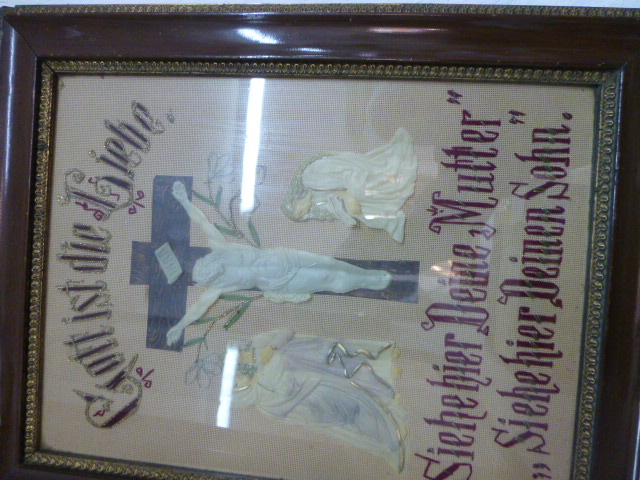 Gott ist die Liebe.
Siehe hier Deine Mutter"
„Siehe hier Deinen Sohn."